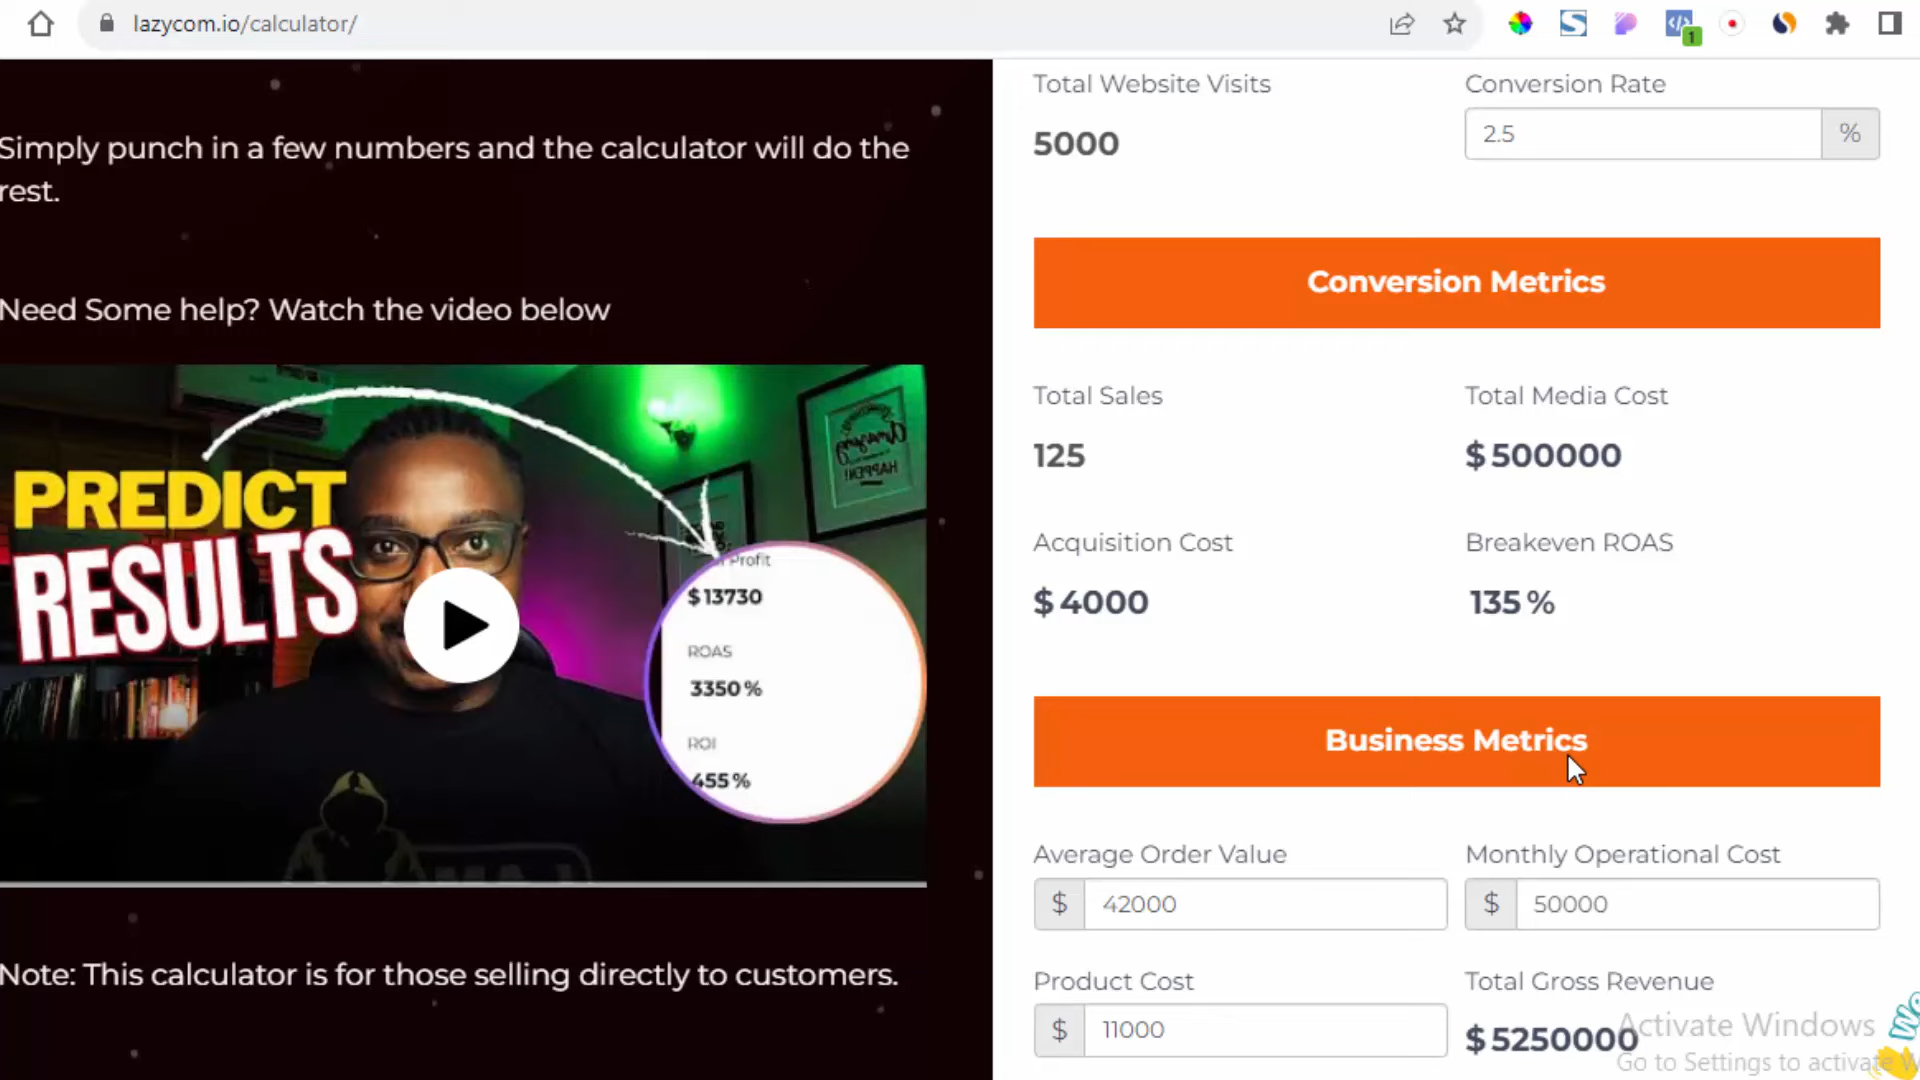 lazycom.io/calculator/
1
Simply punch in a few numbers and the calculator will do the
rest.
Need Some help? Watch the video below
PREDICT
RESULTS
Profit
$13730
ROAS
3350%
ROI
455%
Note: This calculator is for those selling directly to customers.
Total Website Visits
5000
Conversion Rate
2.5
%
Conversion Metrics
Total Sales
125
Total Media Cost
$500000
Acquisition Cost
$4000
Breakeven ROAS
135%
Business Metrics
Average Order Value
$ 42000
Monthly Operational Cost
$ 50000
Product Cost
$ 11000
Total Gross Revenue
$5250000
Activate Windows
Go to Settings to activate